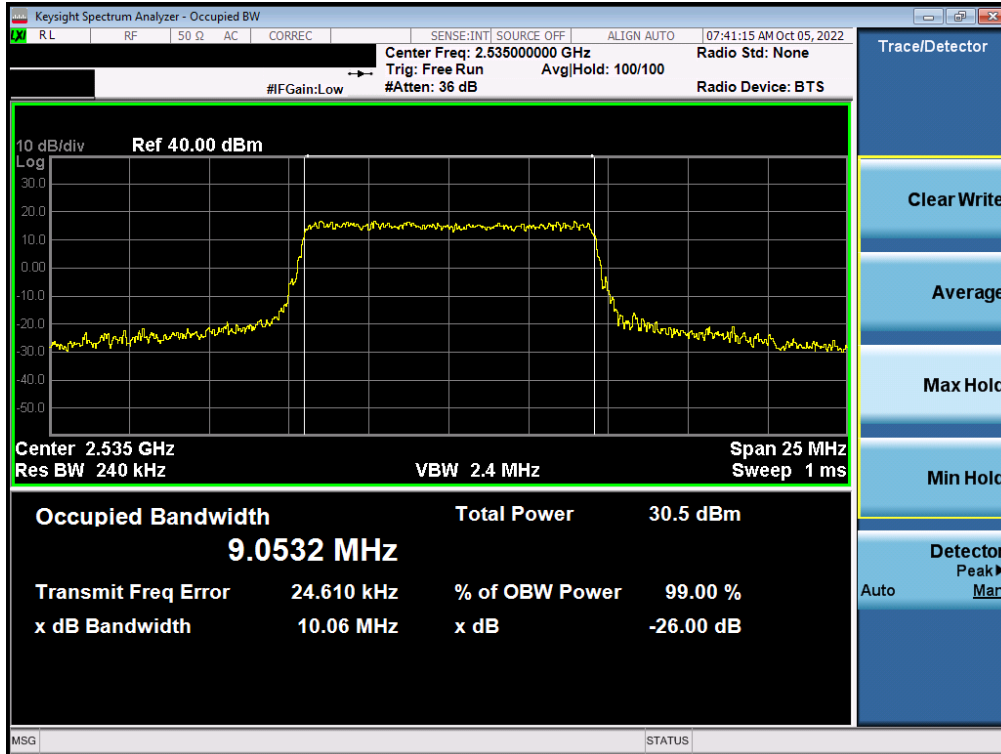 Keysight Spectrum Analyzer - Occupied BW
LXI RL RF 50 Ω AC CORREC SENSE:INT SOURCE OFF ALIGN AUTO 07:41:15 AM Oct 05, 2022
Center Freq: 2.535000000 GHz Radio Std: None
Trig: Free Run Avg|Hold: 100/100
#IFGain:Low #Atten: 36 dB Radio Device: BTS
Trace/Detector
10 dB/div Ref 40.00 dBm
Log
30.0
20.0
10.0
0.00
-10.0
-20.0
-30.0
-40.0
-50.0
Center 2.535 GHz Span 25 MHz
Res BW 240 kHz VBW 2.4 MHz Sweep 1 ms
Occupied Bandwidth Total Power 30.5 dBm
9.0532 MHz
Transmit Freq Error 24.610 kHz % of OBW Power 99.00 %
x dB Bandwidth 10.06 MHz x dB -26.00 dB
Clear Write
Average
Max Hold
Min Hold
Detector
Peak▶
Auto Man
MSG STATUS